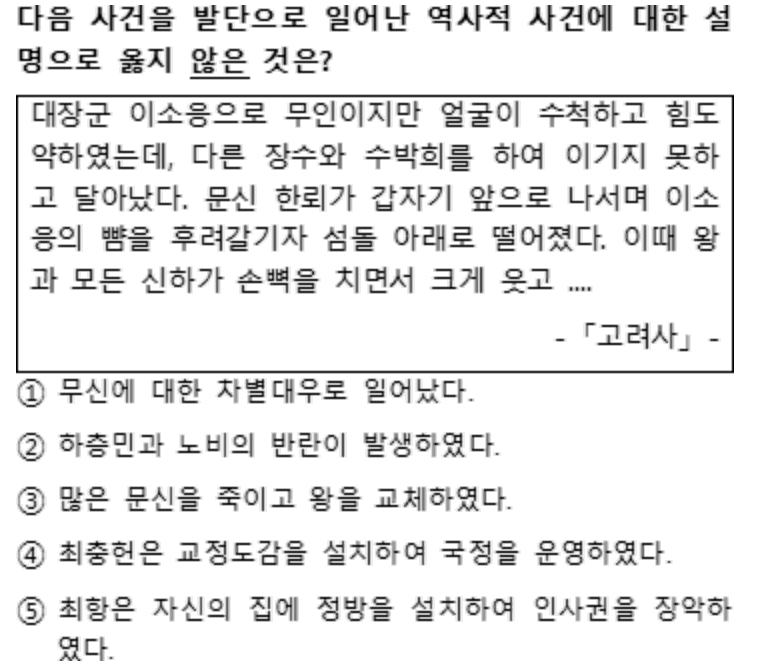 다음 사건을 발단으로 일어난 역사적 사건에 대한 설
명으로 옳지 않은 것은?
대장군 이소응으로 무인이지만 얼굴이 수척하고 힘도
약하였는데, 다른 장수와 수박희를 하여 이기지 못하
고 달아났다. 문신 한뢰가 갑자기 앞으로 나서며 이소
응의 뺨을 후려갈기자 섬돌 아래로 떨어졌다. 이때 왕
과 모든 신하가 손뼉을 치면서 크게 웃고 ....
- 「고려사」 -
① 무신에 대한 차별대우로 일어났다.
② 하층민과 노비의 반란이 발생하였다.
③ 많은 문신을 죽이고 왕을 교체하였다.
④ 최충헌은 교정도감을 설치하여 국정을 운영하였다.
⑤ 최항은 자신의 집에 정방을 설치하여 인사권을 장악하
였다.